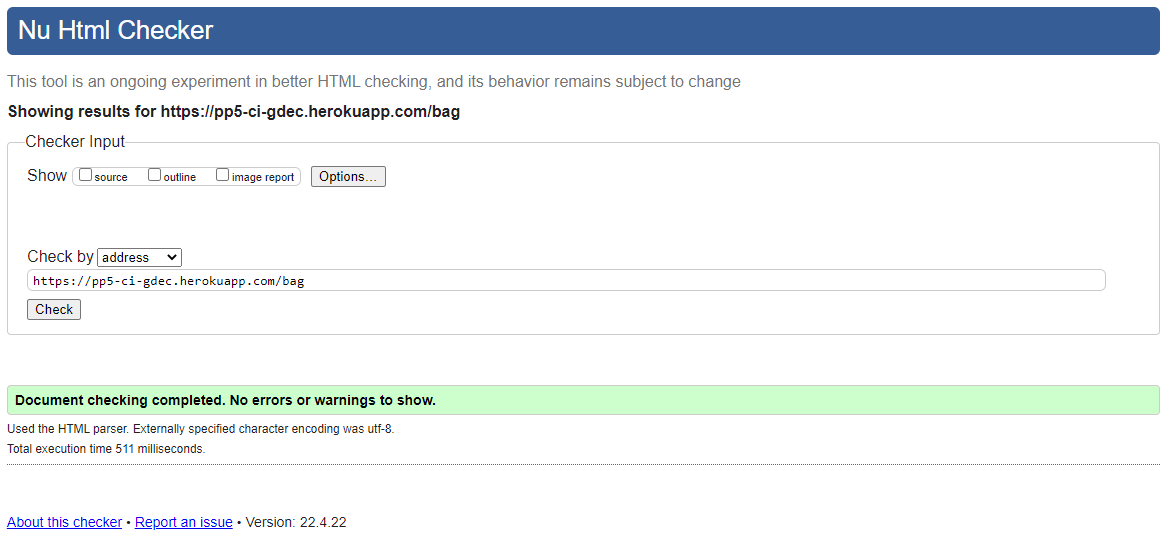 Nu Html Checker
This tool is an ongoing experiment in better HTML checking, and its behavior remains subject to change
Showing results for https://pp5-ci-gdec.herokuapp.com/bag
Checker Input
Show source outline image report Options...
Check by address
https://pp5-ci-gdec.herokuapp.com/bag
Check
Document checking completed. No errors or warnings to show.
Used the HTML parser. Externally specified character encoding was utf-8.
Total execution time 511 milliseconds.
About this checker • Report an issue • Version: 22.4.22